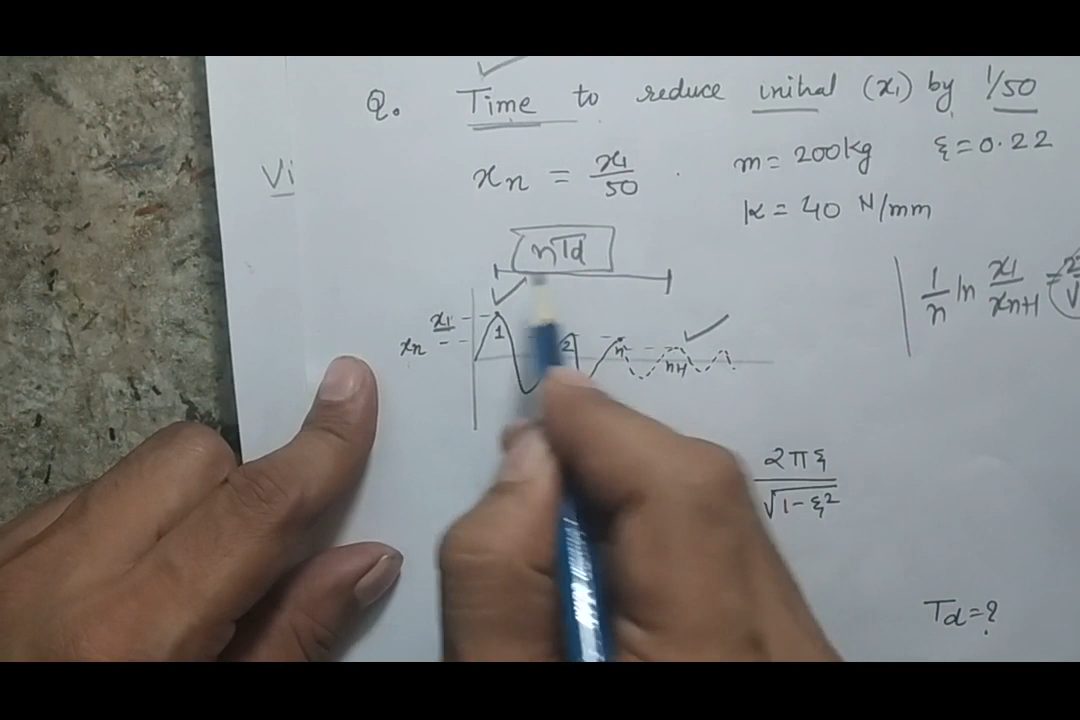 Q. Time to reduce initial (x1) by 1/50
Vi
xn = x1/50 .
m = 200kg
ξ = 0.22
k = 40 N/mm
nTd
1/n ln x1/xn+1 =
x1
xn
1
2
n
n+1
2πξ/√1-ξ²
Td=?